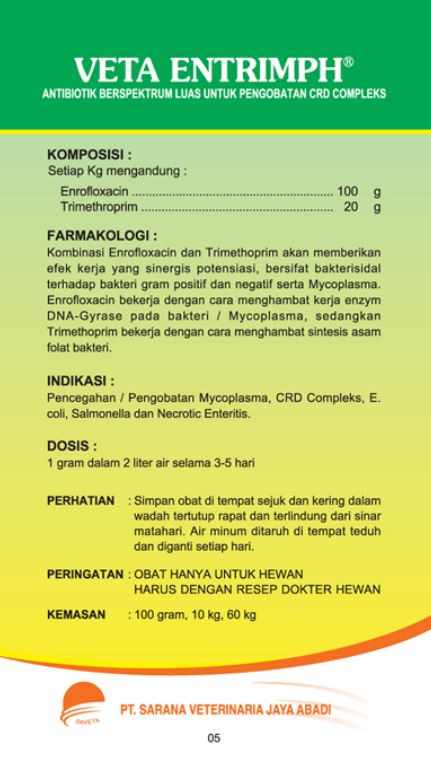 VETA ENTRIMPH®
ANTIBIOTIK BERSPEKTRUM LUAS UNTUK PENGOBATAN CRD COMPLEKS
KOMPOSISI :
Setiap Kg mengandung :
Enrofloxacin ............................................................. 100 g
Trimethroprim .......................................................... 20 g
FARMAKOLOGI :
Kombinasi Enrofloxacin dan Trimethoprim akan memberikan
efek kerja yang sinergis potensiasi, bersifat bakterisidal
terhadap bakteri gram positif dan negatif serta Mycoplasma.
Enrofloxacin bekerja dengan cara menghambat kerja enzym
DNA-Gyrase pada bakteri / Mycoplasma, sedangkan
Trimethoprim bekerja dengan cara menghambat sintesis asam
folat bakteri.
INDIKASI :
Pencegahan / Pengobatan Mycoplasma, CRD Compleks, E.
coli, Salmonella dan Necrotic Enteritis.
DOSIS :
1 gram dalam 2 liter air selama 3-5 hari
PERHATIAN : Simpan obat di tempat sejuk dan kering dalam
wadah tertutup rapat dan terlindung dari sinar
matahari. Air minum ditaruh di tempat teduh
dan diganti setiap hari.
PERINGATAN : OBAT HANYA UNTUK HEWAN
HARUS DENGAN RESEP DOKTER HEWAN
KEMASAN : 100 gram, 10 kg, 60 kg
SAVETA
PT. SARANA VETERINARIA JAYA ABADI
05